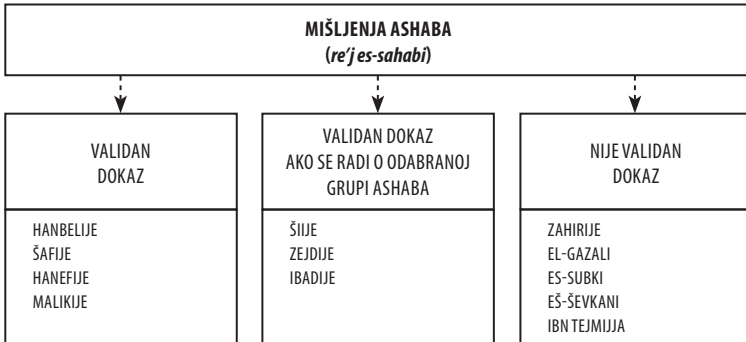 MIŠLJENJA ASHABA
(re’j es-sahabi)
VALIDAN
DOKAZ
HANBELIJE
ŠAFIJE
HANEFIJE
MALIKIJE
VALIDAN DOKAZ
AKO SE RADI O ODABRANOJ
GRUPI ASHABA
ŠIIJE
ZEJDIJE
IBADIJE
NIJE VALIDAN
DOKAZ
ZAHIRIJE
EL-GAZALI
ES-SUBKI
EŠ-ŠEVKANI
IBN TEJMIJJA